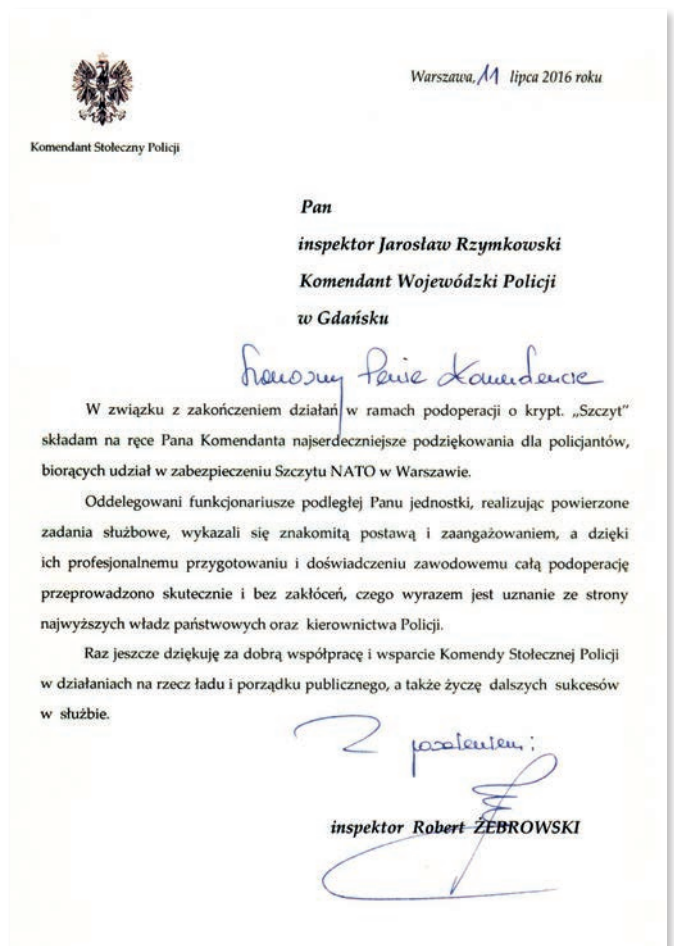 Warszawa, 11 lipca 2016 roku
Komendant Stołeczny Policji
Pan
inspektor Jarosław Rzymkowski
Komendant Wojewódzki Policji
w Gdańsku
Szanowny Panie Komendancie
W związku z zakończeniem działań w ramach podoperacji o krypt. „Szczyt”
składam na ręce Pana Komendanta najserdeczniejsze podziękowania dla policjantów,
biorących udział w zabezpieczeniu Szczytu NATO w Warszawie.
Oddelegowani funkcjonariusze podległej Panu jednostki, realizując powierzone
zadania służbowe, wykazali się znakomitą postawą i zaangażowaniem, a dzięki
ich profesjonalnemu przygotowaniu i doświadczeniu zawodowemu całą podoperację
przeprowadzono skutecznie i bez zakłóceń, czego wyrazem jest uznanie ze strony
najwyższych władz państwowych oraz kierownictwa Policji.
Raz jeszcze dziękuję za dobrą współpracę i wsparcie Komendy Stołecznej Policji
w działaniach na rzecz ładu i porządku publicznego, a także życzę dalszych sukcesów
w służbie.
Z
inspektor Robert ŻEBROWSKI